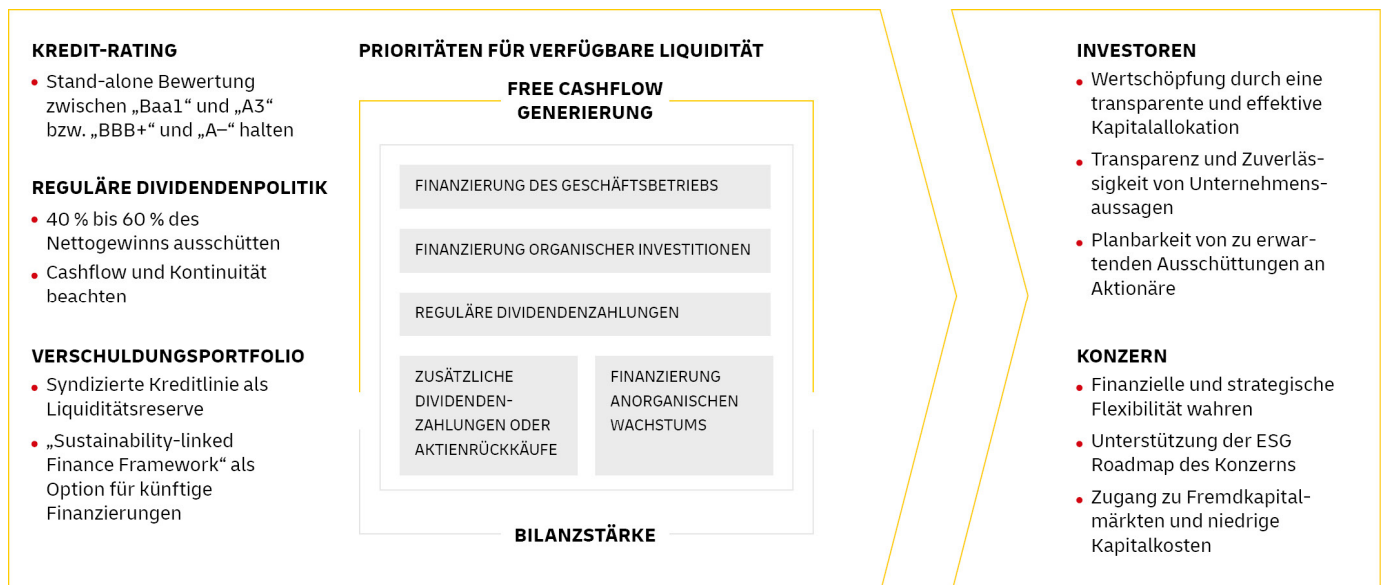 KREDIT-RATING
Stand-alone Bewertung
zwischen „Baa1“ und „A3“
bzw. „BBB+“ und „A–“ halten
REGULÄRE DIVIDENDENPOLITIK
40 % bis 60 % des
Nettogewinns ausschütten
Cashflow und Kontinuität
beachten
VERSCHULDUNGSPORTFOLIO
Syndizierte Kreditlinie als
Liquiditätsreserve
„Sustainability-linked
Finance Framework“ als
Option für künftige
Finanzierungen
PRIORITÄTEN FÜR VERFÜGBARE LIQUIDITÄT
FREE CASHFLOW
GENERIERUNG
FINANZIERUNG DES GESCHÄFTSBETRIEBS
FINANZIERUNG ORGANISCHER INVESTITIONEN
REGULÄRE DIVIDENDENZAHLUNGEN
ZUSÄTZLICHE
DIVIDENDEN-
ZAHLUNGEN ODER
AKTIENRÜCKKÄUFE
FINANZIERUNG
ANORGANISCHEN
WACHSTUMS
BILANZSTÄRKE
INVESTOREN
Wertschöpfung durch eine
transparente und effektive
Kapitalallokation
Transparenz und Zuverläs-
sigkeit von Unternehmens-
aussagen
Planbarkeit von zu erwar-
tenden Ausschüttungen an
Aktionäre
KONZERN
Finanzielle und strategische
Flexibilität wahren
Unterstützung der ESG
Roadmap des Konzerns
Zugang zu Fremdkapital-
märkten und niedrige
Kapitalkosten